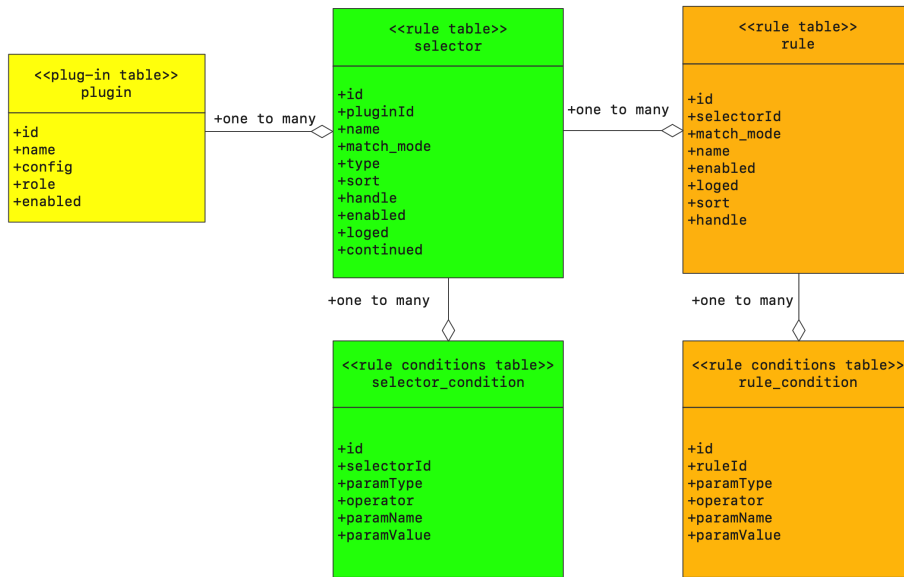 <<plug-in table>>
plugin
+id
+name
+config
+role
+enabled
+one to many
<<rule table>>
selector
+id
+pluginId
+name
+match_mode
+type
+sort
+handle
+enabled
+loged
+continued
+one to many
<<rule table>>
rule
+id
+selectorId
+match_mode
+name
+enabled
+loged
+sort
+handle
+one to many
<<rule conditions table>>
selector_condition
+id
+selectorId
+paramType
+operator
+paramName
+paramValue
+one to many
<<rule conditions table>>
rule_condition
+id
+ruleId
+paramType
+operator
+paramName
+paramValue